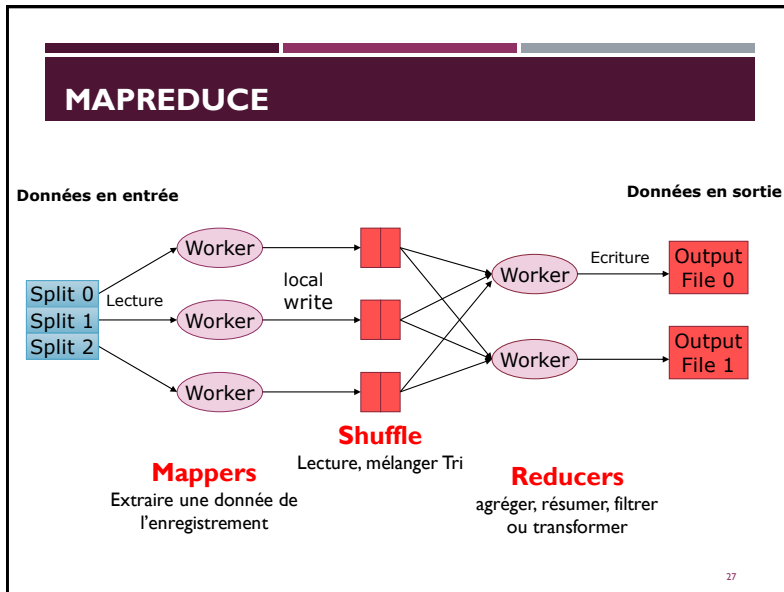 MAPREDUCE
Données en entrée
Données en sortie
Split 0
Split 1
Split 2
Lecture
Worker
Worker
Worker
local
write
Worker
Worker
Ecriture
Output
File 0
Output
File 1
Mappers
Extraire une donnée de
l'enregistrement
Shuffle
Lecture, mélanger Tri
Reducers
agréger, résumer, filtrer
ou transformer
27